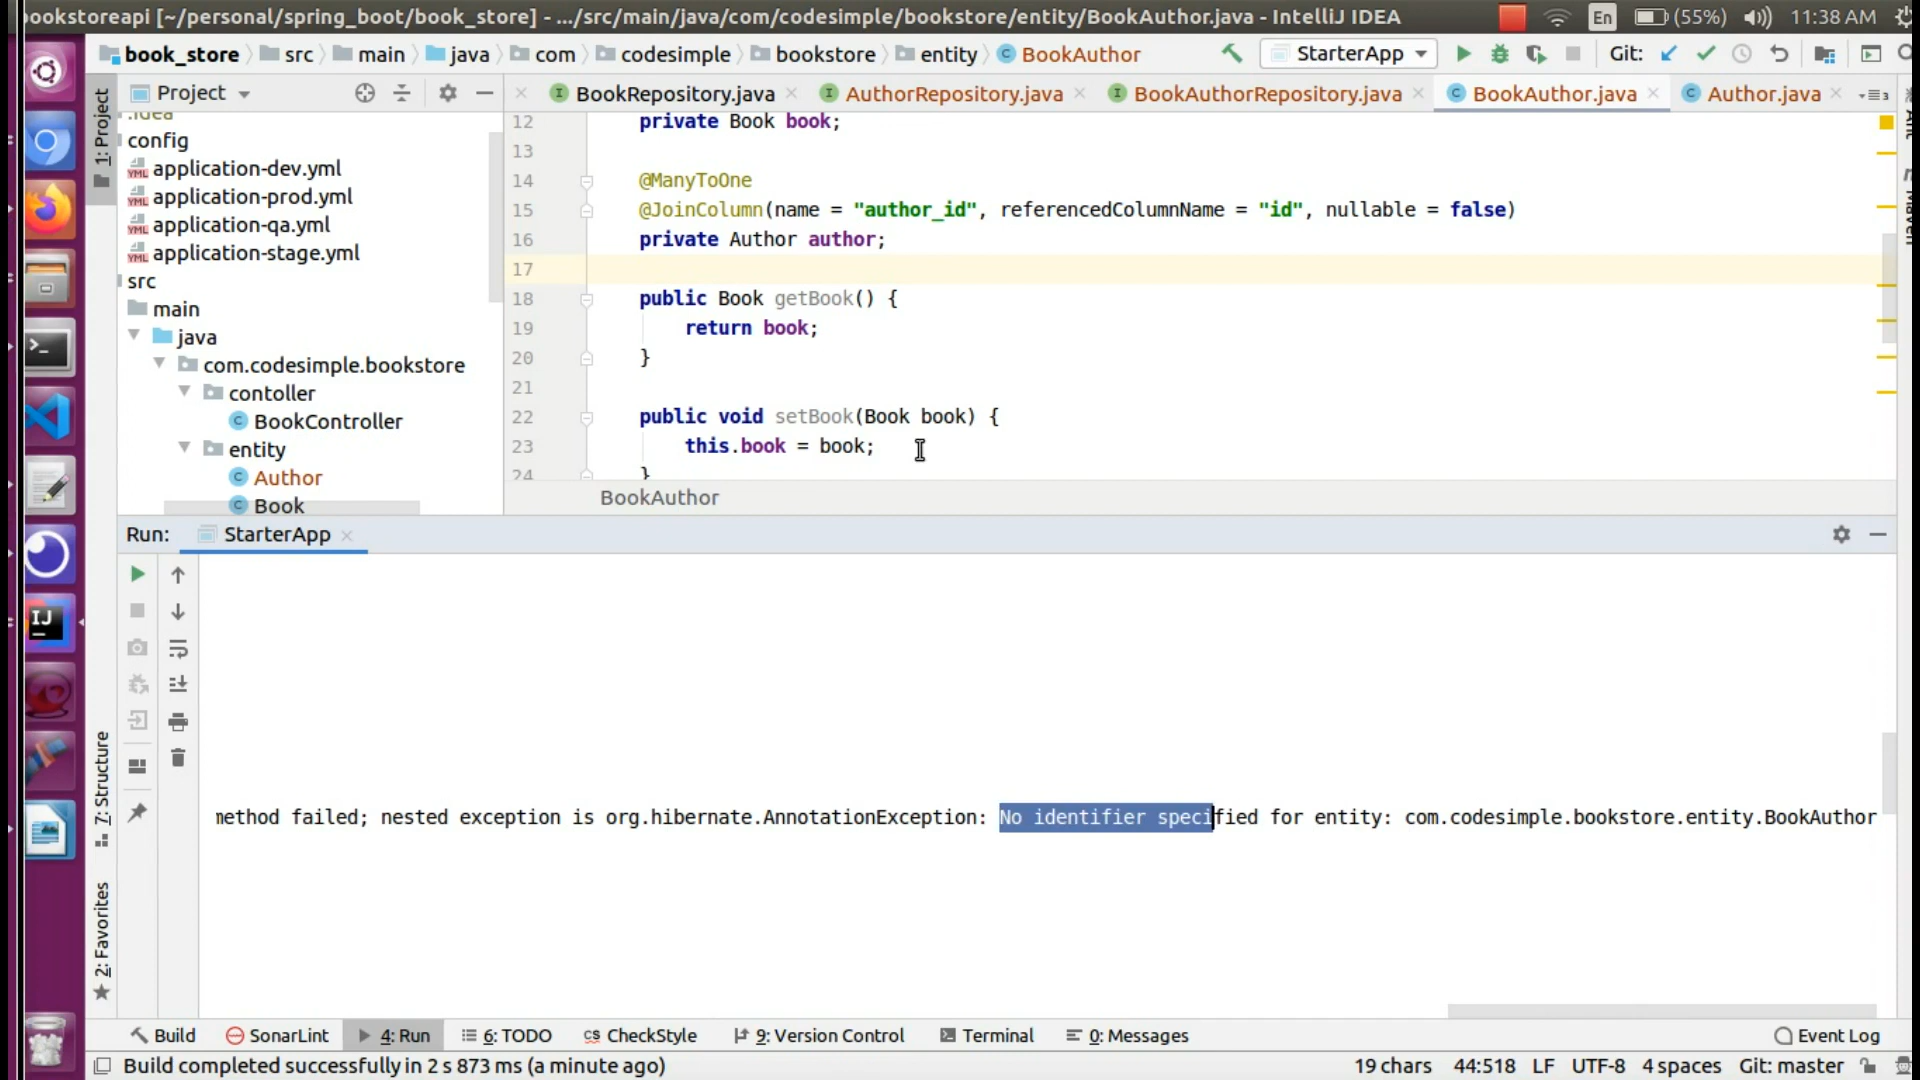 ookstoreapi [~/personal/spring_boot/book_store] - .../src/main/java/com/codesimple/bookstore/entity/BookAuthor.java - IntelliJ IDEA
En (55%) 11:38 AM
book_store src main java com codesimple bookstore entity BookAuthor StarterApp Git:
Project
BookRepository.java AuthorRepository.java BookAuthorRepository.java BookAuthor.java Author.java
1: Project
.idea
config
application-dev.yml
application-prod.yml
application-qa.yml
application-stage.yml
src
main
java
com.codesimple.bookstore
contoller
BookController
entity
Author
Book
12 private Book book;
13
14 @ManyToOne
15 @JoinColumn(name = "author_id", referencedColumnName = "id", nullable = false)
16 private Author author;
17
18 public Book getBook() {
19 return book;
20 }
21
22 public void setBook(Book book) {
23 this.book = book;
24 }
BookAuthor
Ant
Maven
Run: StarterApp
method failed; nested exception is org.hibernate.AnnotationException: No identifier specified for entity: com.codesimple.bookstore.entity.BookAuthor
7: Structure
2: Favorites
Build SonarLint 4: Run 6: TODO CheckStyle 9: Version Control Terminal 0: Messages Event Log
Build completed successfully in 2 s 873 ms (a minute ago) 19 chars 44:518 LF UTF-8 4 spaces Git: master